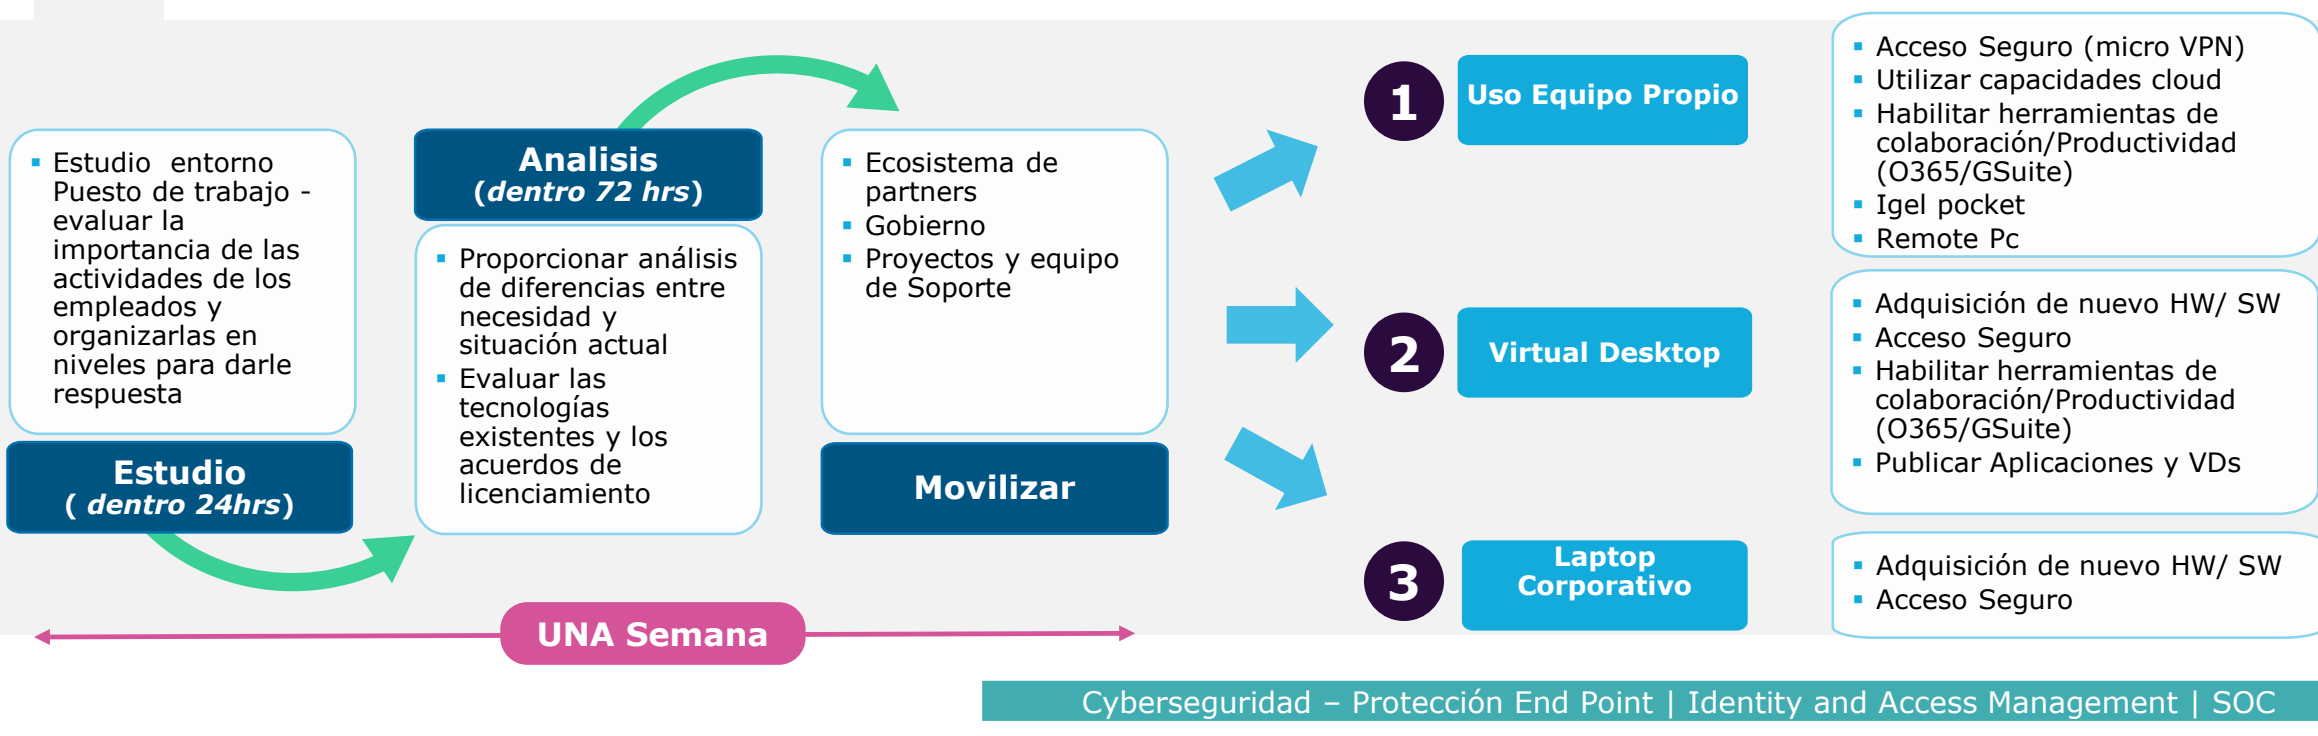 Estudio entorno
Puesto de trabajo -
evaluar la
importancia de las
actividades de los
empleados y
organizarlas en
niveles para darle
respuesta
Estudio
( dentro 24hrs)
Analisis
(dentro 72 hrs)
Proporcionar análisis
de diferencias entre
necesidad y
situación actual
Evaluar las
tecnologías
existentes y los
acuerdos de
licenciamiento
Ecosistema de
partners
Gobierno
Proyectos y equipo
de Soporte
Movilizar
UNA Semana
1
Uso Equipo Propio
Acceso Seguro (micro VPN)
Utilizar capacidades cloud
Habilitar herramientas de
colaboración/Productividad
(O365/GSuite)
Igel pocket
Remote Pc
2
Virtual Desktop
Adquisición de nuevo HW/ SW
Acceso Seguro
Habilitar herramientas de
colaboración/Productividad
(O365/GSuite)
Publicar Aplicaciones y VDs
3
Laptop
Corporativo
Adquisición de nuevo HW/ SW
Acceso Seguro
Cyberseguridad – Protección End Point | Identity and Access Management | SOC